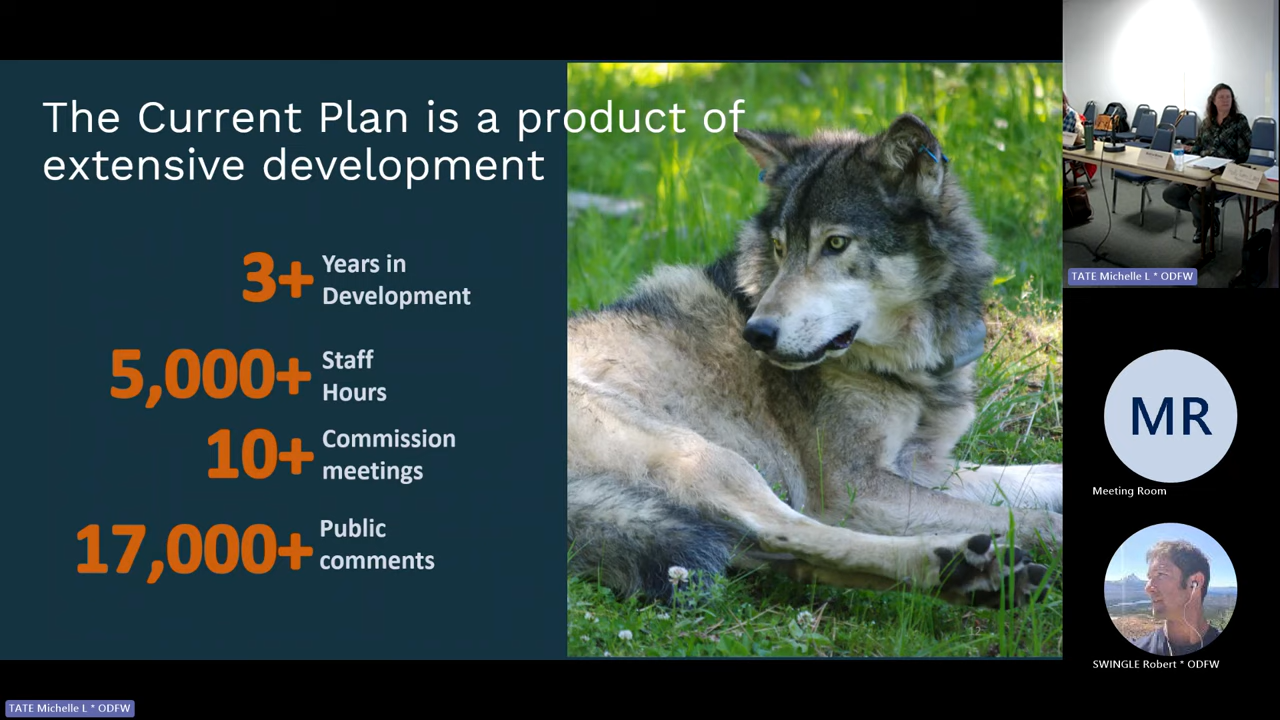 The Current Plan is a product of
extensive development
3+ Years in
Development
5,000+ Staff
Hours
10+ Commission
meetings
17,000+ Public
comments
TATE Michelle L * ODFW
MR
Meeting Room
SWINGLE Robert * ODFW
TATE Michelle L * ODFW